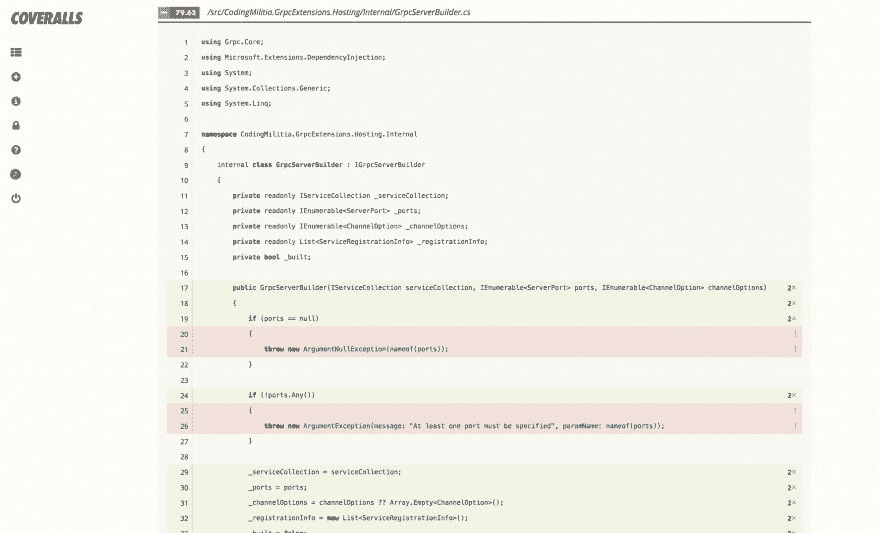 COVERALLS
79.63 /src/CodingMilitia.GrpcExtensions.Hosting/Internal/GrpcServerBuilder.cs
1 using Grpc.Core;
2 using Microsoft.Extensions.DependencyInjection;
3 using System;
4 using System.Collections.Generic;
5 using System.Linq;
6
7 namespace CodingMilitia.GrpcExtensions.Hosting.Internal
8 {
9 internal class GrpcServerBuilder : IGrpcServerBuilder
10 {
11 private readonly IServiceCollection _serviceCollection;
12 private readonly IEnumerable<ServerPort> _ports;
13 private readonly IEnumerable<ChannelOption> _channelOptions;
14 private readonly List<ServiceRegistrationInfo> _registrationInfo;
15 private bool _built;
16
17 public GrpcServerBuilder(IServiceCollection serviceCollection, IEnumerable<ServerPort> ports, IEnumerable<ChannelOption> channelOptions) 2×
18 { 2×
19 if (ports == null) 2×
20 { !
21 throw new ArgumentNullException(nameof(ports)); !
22 }
23
24 if (!ports.Any()) 2×
25 { !
26 throw new ArgumentException(message: "At least one port must be specified", paramName: nameof(ports)); !
27 }
28
29 _serviceCollection = serviceCollection; 2×
30 _ports = ports; 2×
31 _channelOptions = channelOptions ?? Array.Empty<ChannelOption>(); 2×
32 _registrationInfo = new List<ServiceRegistrationInfo>(); 2×